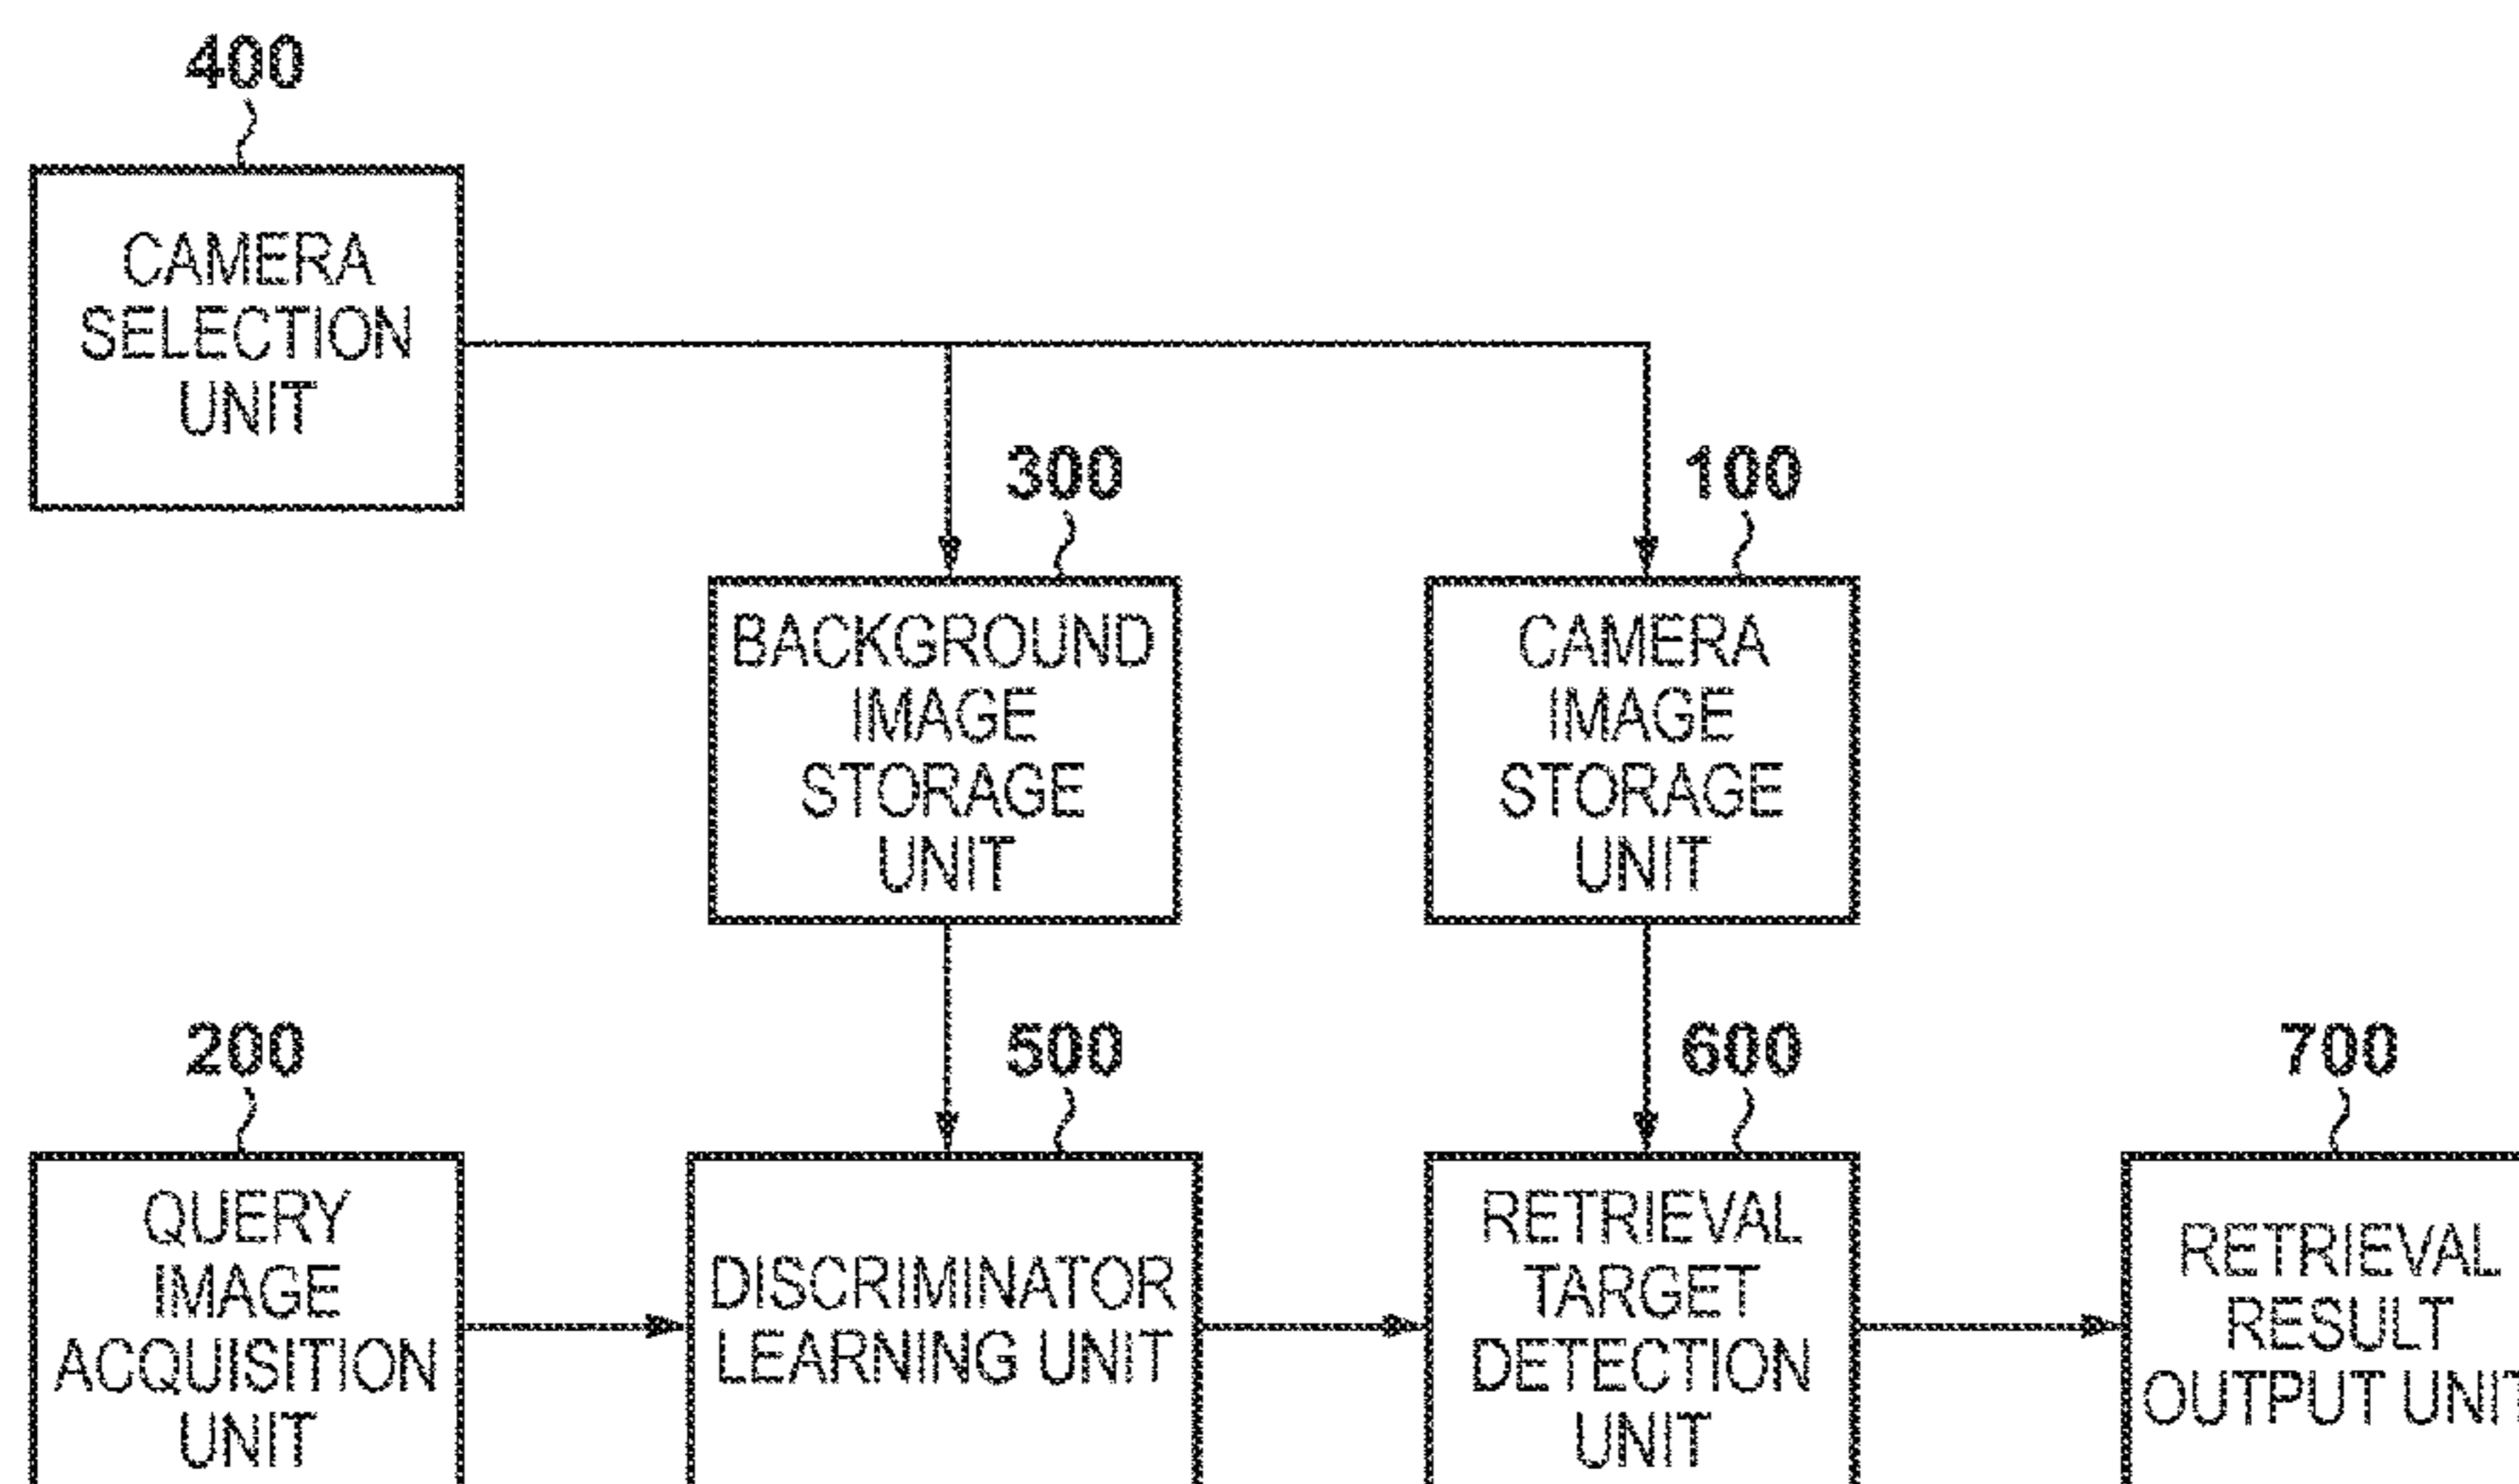 400
CAMERA
SELECTION
UNIT
300
100
BACKGROUND
IMAGE
STORAGE
UNIT
CAMERA
IMAGE
STORAGE
UNIT
200
500
600
700
QUERY
IMAGE
ACQUISITION
UNIT
DISCRIMINATOR
LEARNING UNIT
RETRIEVAL
TARGET
DETECTION
UNIT
RETRIEVAL
RESULT
OUTPUT UNIT